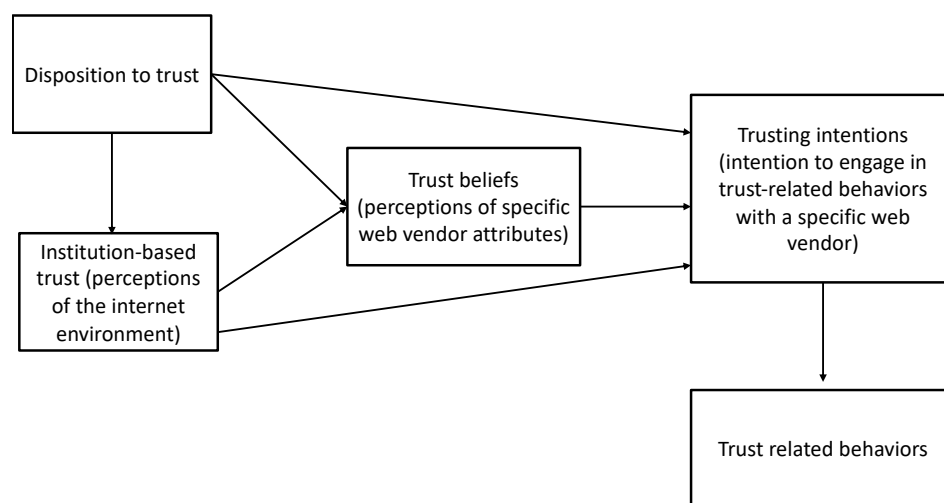 Disposition to trust
Trusting intentions
(intention to engage in
trust-related behaviors
with a specific web
vendor)
Trust beliefs
(perceptions of specific
web vendor attributes)
Institution-based
trust (perceptions
of the internet
environment)
Trust related behaviors